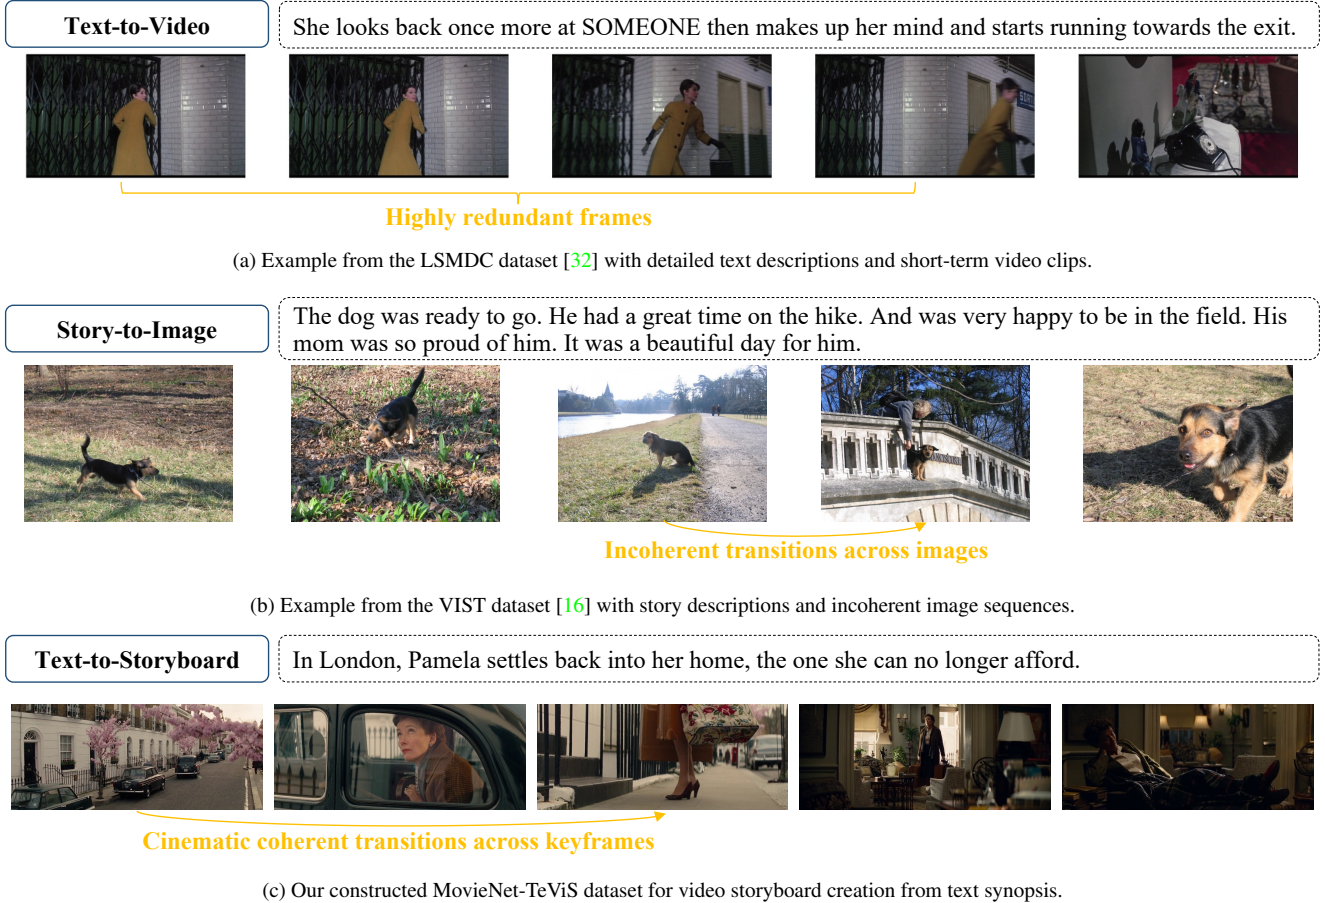 Text-to-Video
She looks back once more at SOMEONE then makes up her mind and starts running towards the exit.
Highly redundant frames
(a) Example from the LSMDC dataset [32] with detailed text descriptions and short-term video clips.
Story-to-Image
The dog was ready to go. He had a great time on the hike. And was very happy to be in the field. His
mom was so proud of him. It was a beautiful day for him.
Incoherent transitions across images
(b) Example from the VIST dataset [16] with story descriptions and incoherent image sequences.
Text-to-Storyboard
In London, Pamela settles back into her home, the one she can no longer afford.
Cinematic coherent transitions across keyframes
(c) Our constructed MovieNet-TeViS dataset for video storyboard creation from text synopsis.